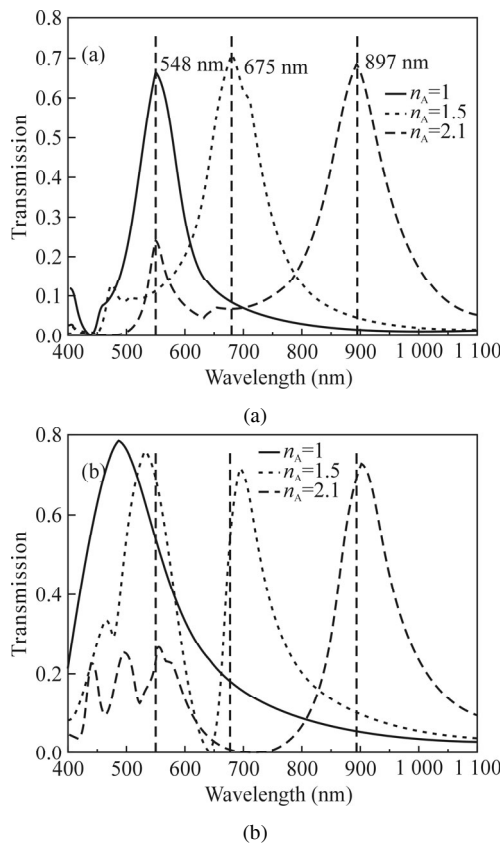 0.8
(a)
548 nm
675 nm
897 nm
0.7
0.6
0.5
0.4
0.3
0.2
0.1
0.0
n_A=1
n_A=1.5
n_A=2.1
Transmission
400 500 600 700 800 900 1 000 1 100
Wavelength (nm)
(a)
0.8
(b)
0.6
0.4
0.2
0.0
n_A=1
n_A=1.5
n_A=2.1
Transmission
400 500 600 700 800 900 1 000 1 100
Wavelength (nm)
(b)